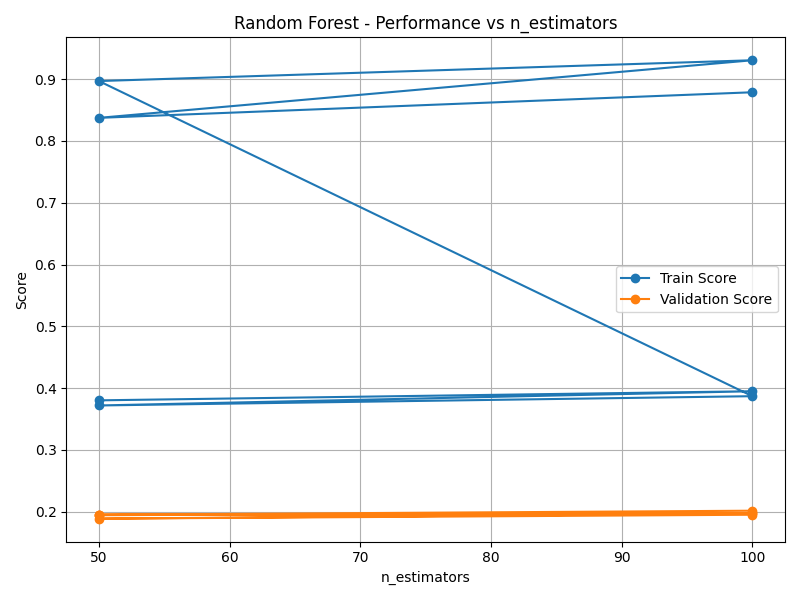 Random Forest - Performance vs n_estimators
Score
0.9
0.8
0.7
0.6
0.5
0.4
0.3
0.2
Train Score
Validation Score
50 60 70 80 90 100
n_estimators